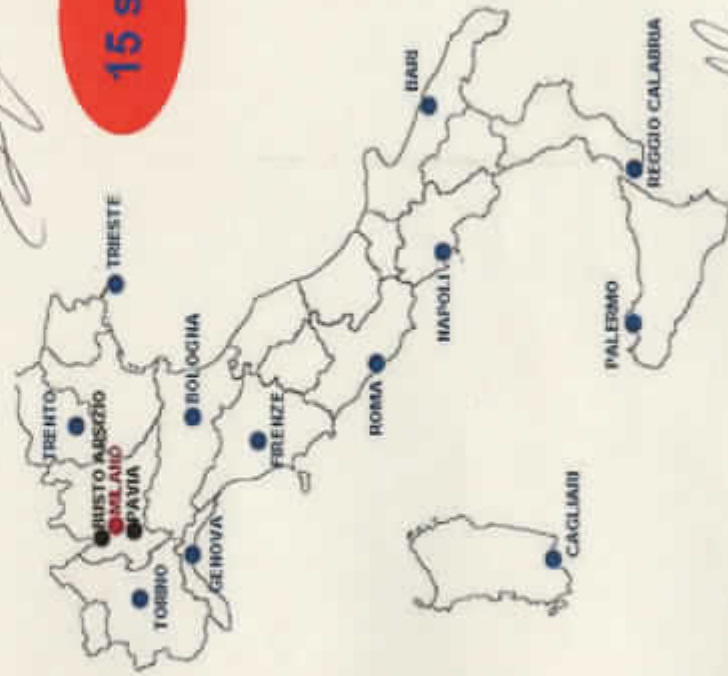 15 s
TRIESTE
TRENTO
BUSTO ARSIZIO
MILANO
PAVIA
TORINO
GENOVA
BOLOGNA
FIRENZE
ROMA
NAPOLI
BARI
REGGIO CALABRIA
PALERMO
CAGLIARI